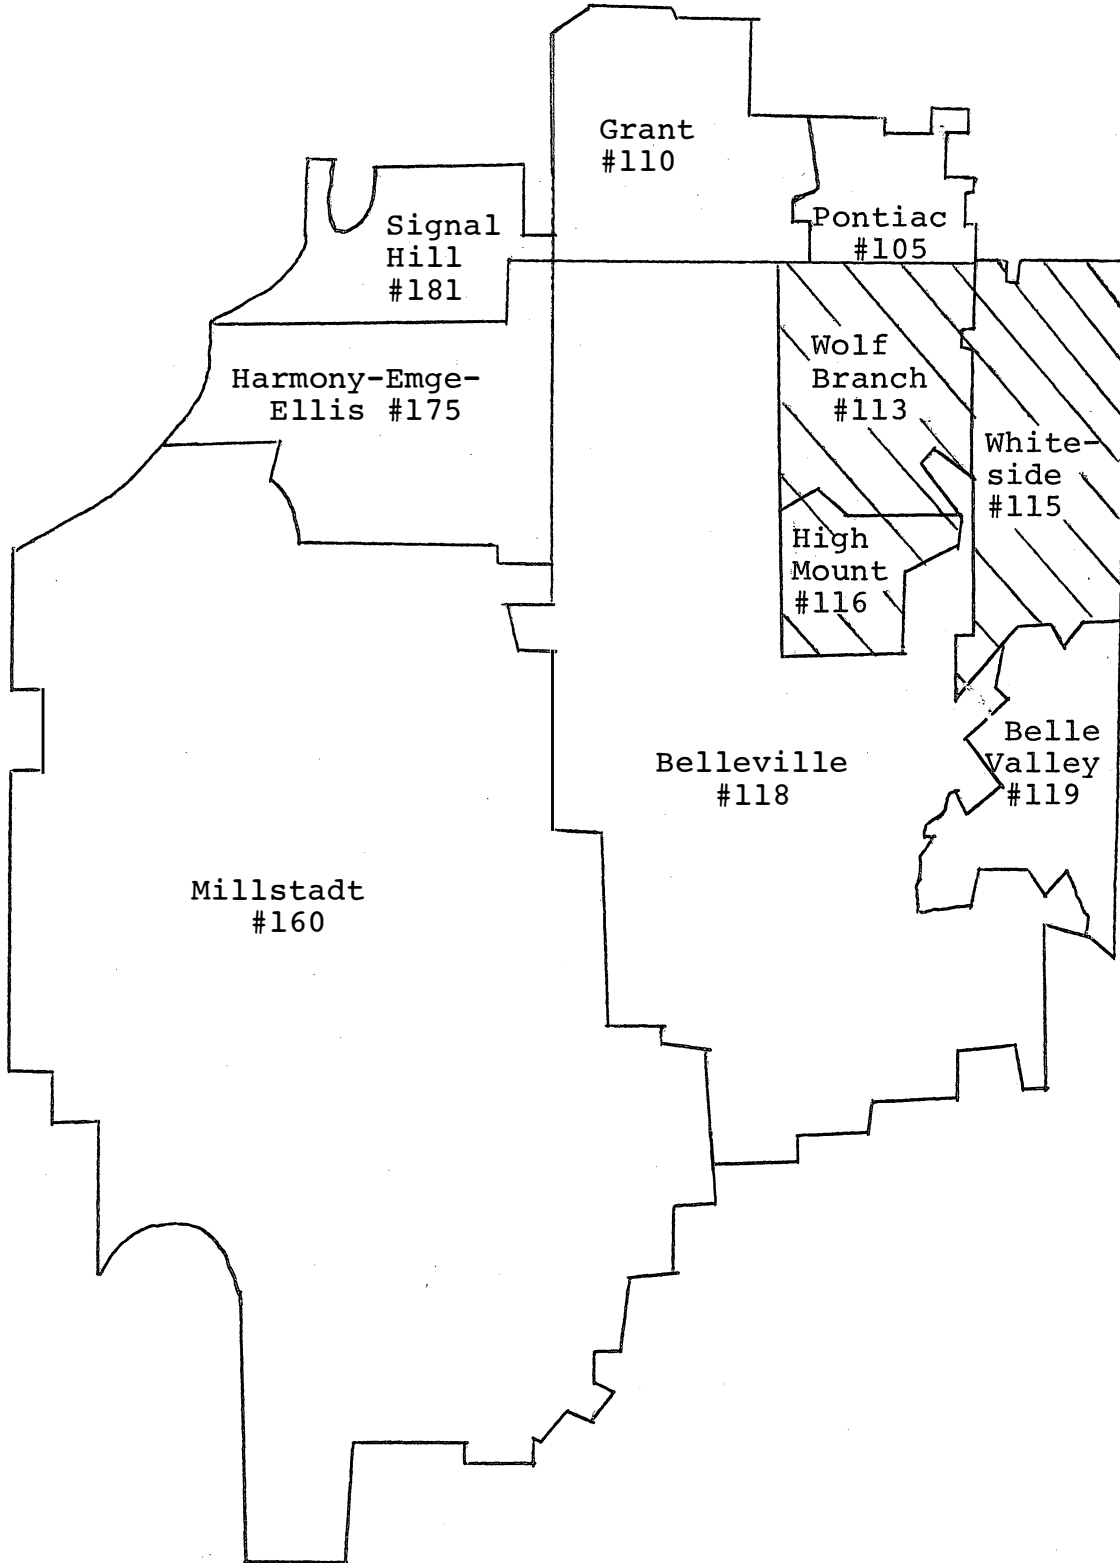 Grant
#110
Signal
Hill
#181
Pontiac
#105
Wolf
Branch
#113
Harmony-Emge-
Ellis #175
White-
side
#115
High
Mount
#116
Belle
Valley
#119
Belleville
#118
Millstadt
#160